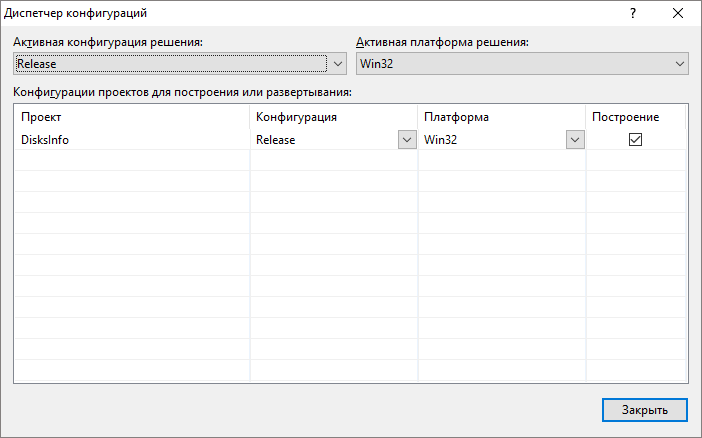 Диспетчер конфигураций
?
Активная конфигурация решения: Активная платформа решения:
Release Win32
Конфигурации проектов для построения или развертывания:
Проект Конфигурация Платформа Построение
DisksInfo Release Win32
Закрыть